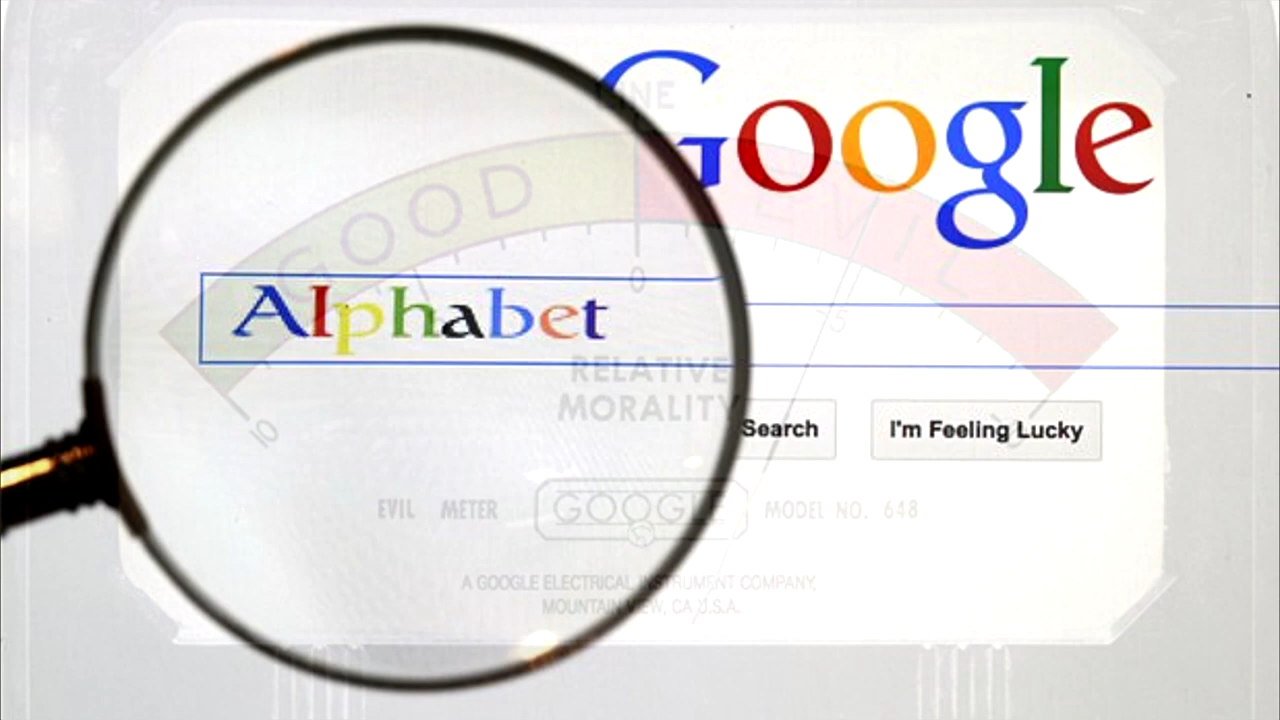 Google
GOOD
EVIL
0
Alphabet
RELATIVE
MORALITY
10
Search
I'm Feeling Lucky
EVIL METER
GOOGLE
MODEL NO. 648
A GOOGLE ELECTRICAL INSTRUMENT COMPANY,
MOUNTAIN VIEW, CA U.S.A.